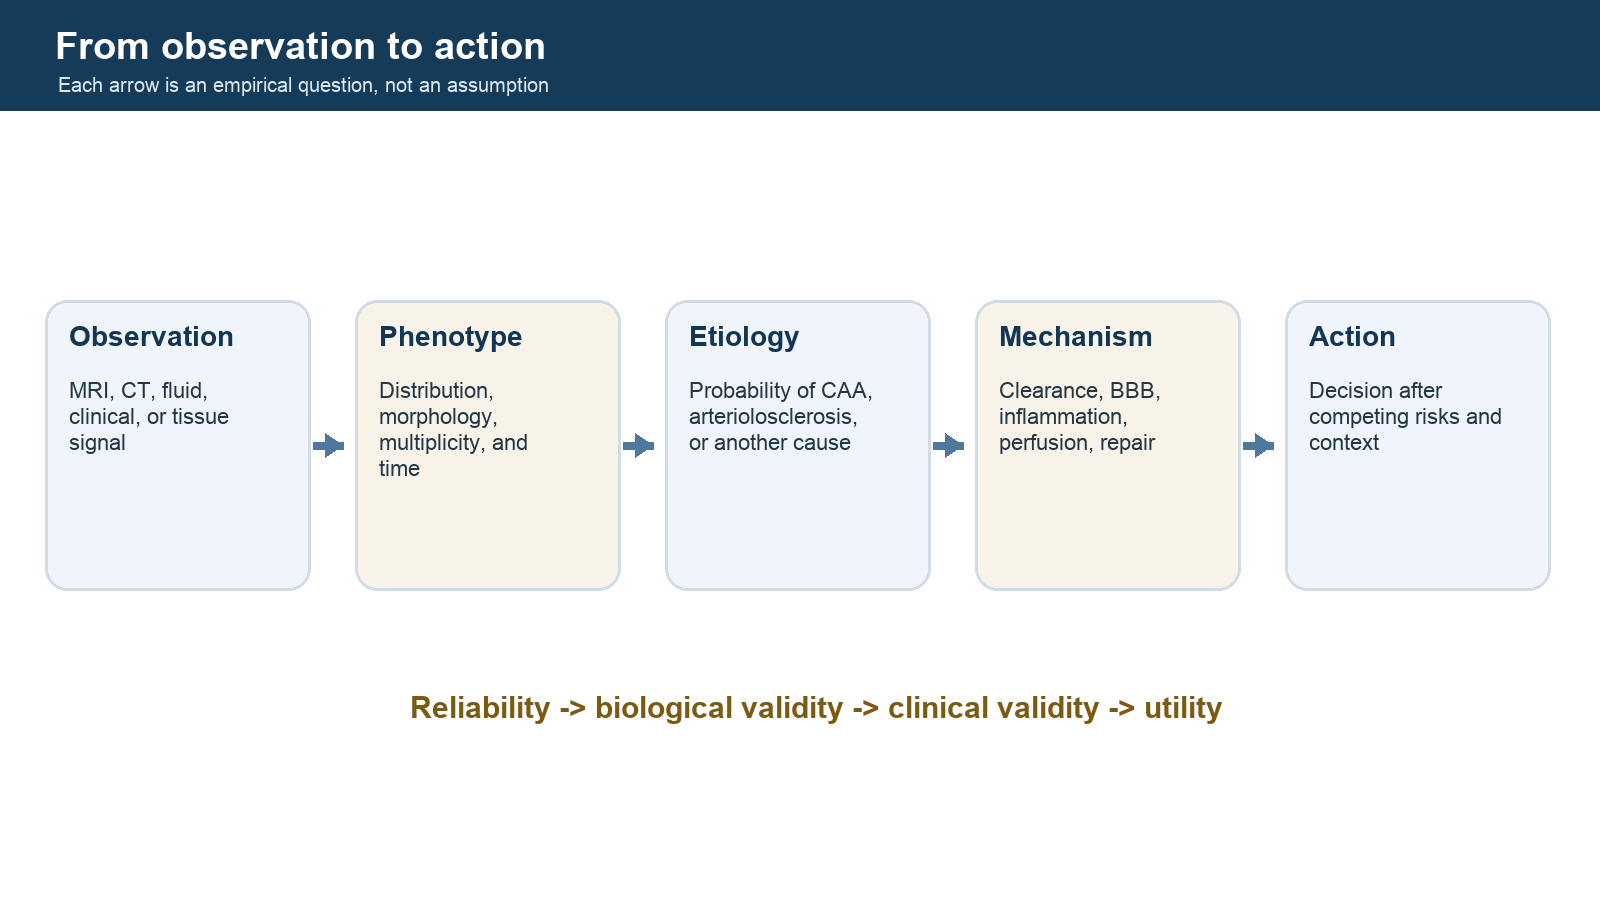 From observation to action
Each arrow is an empirical question, not an assumption
Observation
MRI, CT, fluid,
clinical, or tissue
signal
Phenotype
Distribution,
morphology,
multiplicity, and
time
Etiology
Probability of CAA,
arteriolosclerosis,
or another cause
Mechanism
Clearance, BBB,
inflammation,
perfusion, repair
Action
Decision after
competing risks and
context
Reliability -> biological validity -> clinical validity -> utility